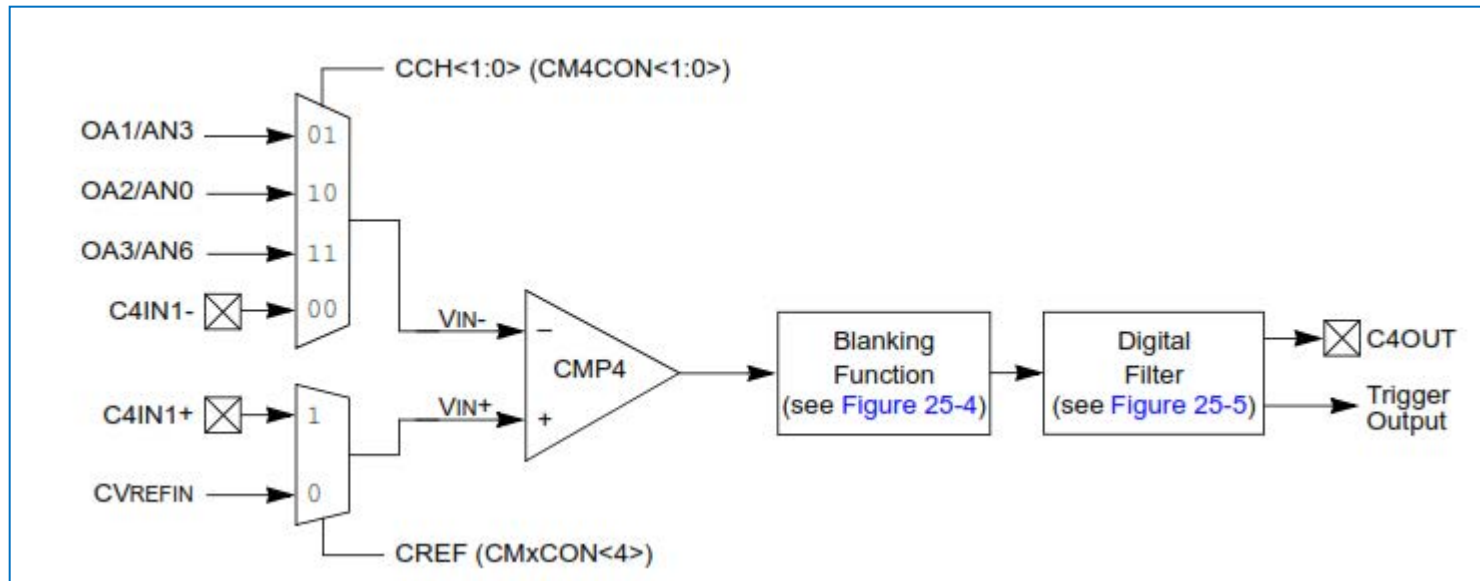 CCH<1:0> (CM4CON<1:0>)
OA1/AN3
01
OA2/AN0
10
OA3/AN6
11
C4IN1-
00
VIN-
–
CMP4
Blanking
Function
(see Figure 25-4)
Digital
Filter
(see Figure 25-5)
C4OUT
Trigger
Output
C4IN1+
1
VIN+
+
CVREFIN
0
CREF (CMxCON<4>)